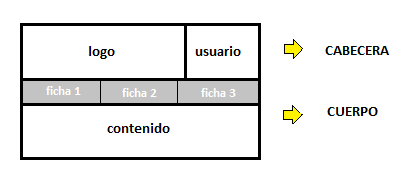 logo usuario CABECERA
ficha 1 ficha 2 ficha 3
contenido CUERPO